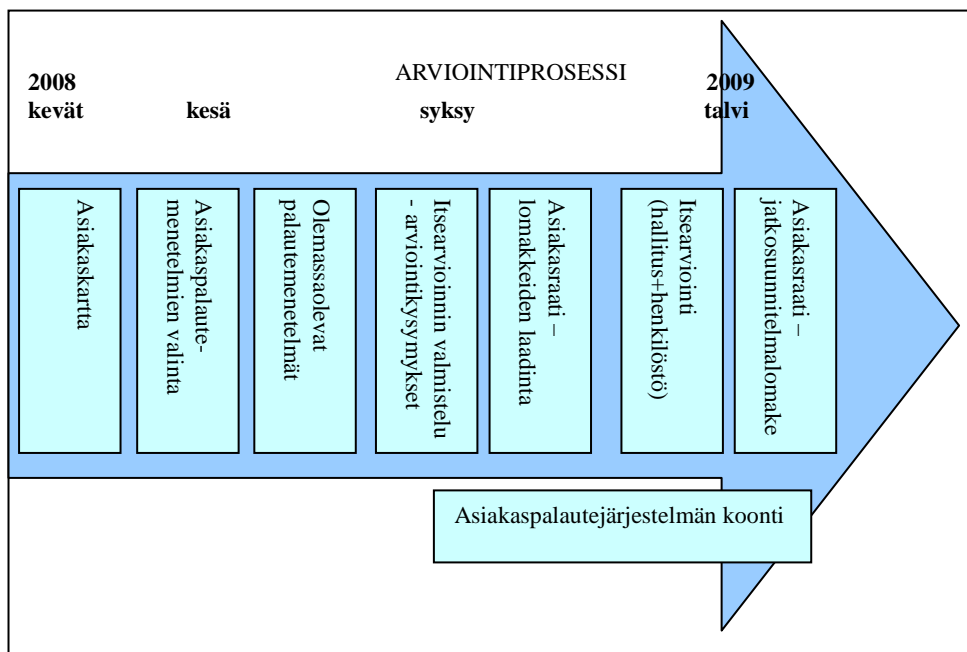 ARVIOINTIPROSESSI
2008
kevät
kesä
syksy
2009
talvi
Asiakaskartta
Asiakaspalaute-
menetelmien valinta
Olemassaolevat
palautemenetelmät
Itsearvioinnin valmistelu
- arviointikysymykset
Asiakasraati –
lomakkeiden laadinta
Itsearviointi
(hallitus+henkilöstö)
Asiakasraati –
jatkosuunnitelmalomake
Asiakaspalautejärjestelmän koonti